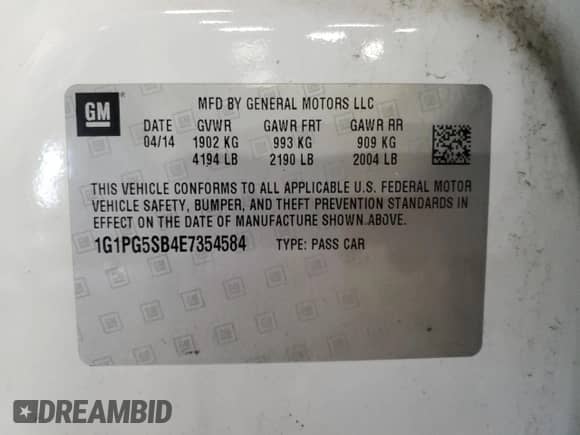 GM
MFD BY GENERAL MOTORS LLC
DATE GVWR GAWR FRT GAWR RR
04/14 1902 KG 993 KG 909 KG
4194 LB 2190 LB 2004 LB
THIS VEHICLE CONFORMS TO ALL APPLICABLE U.S. FEDERAL MOTOR
VEHICLE SAFETY, BUMPER, AND THEFT PREVENTION STANDARDS IN
EFFECT ON THE DATE OF MANUFACTURE SHOWN ABOVE.
1G1PG5SB4E7354584 TYPE: PASS CAR
DREAMBID